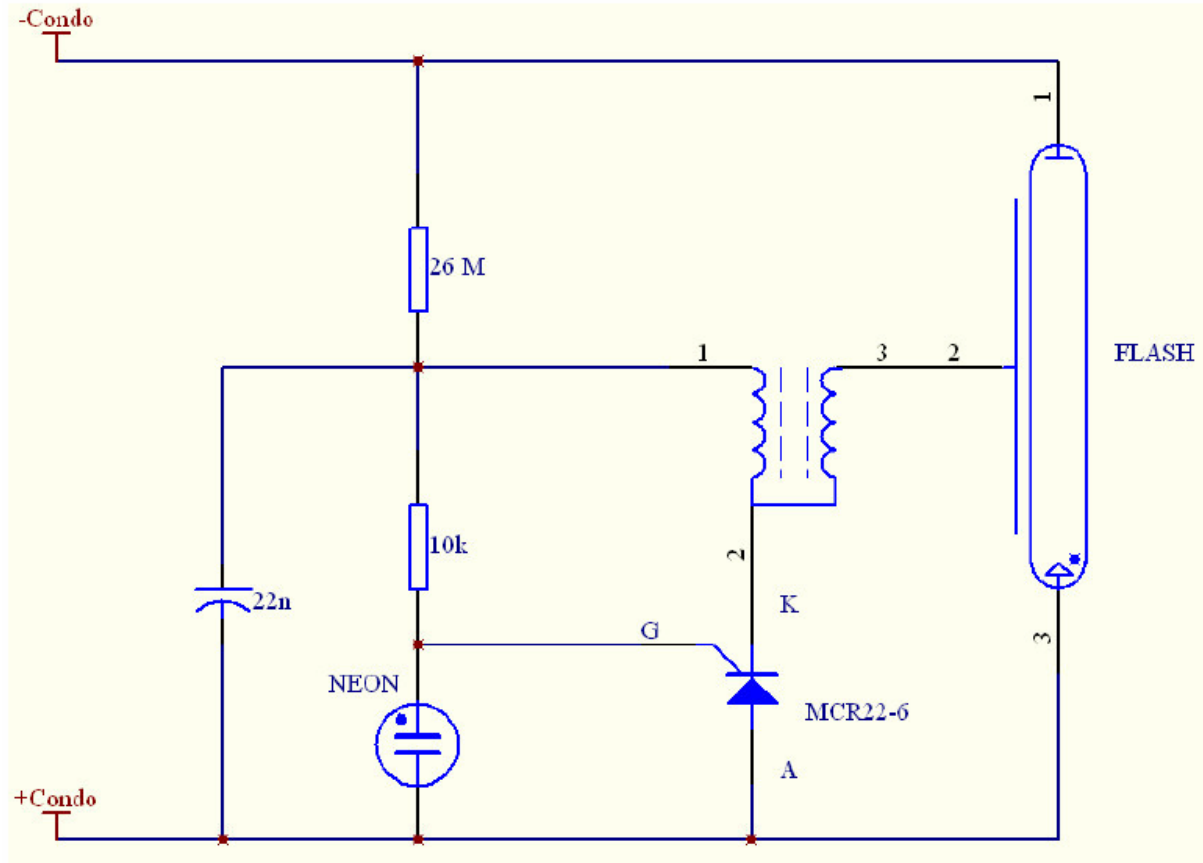 -Condo
1
26 M
1
3
2
FLASH
10k
2
22n
K
G
3
NEON
MCR22-6
A
+Condo